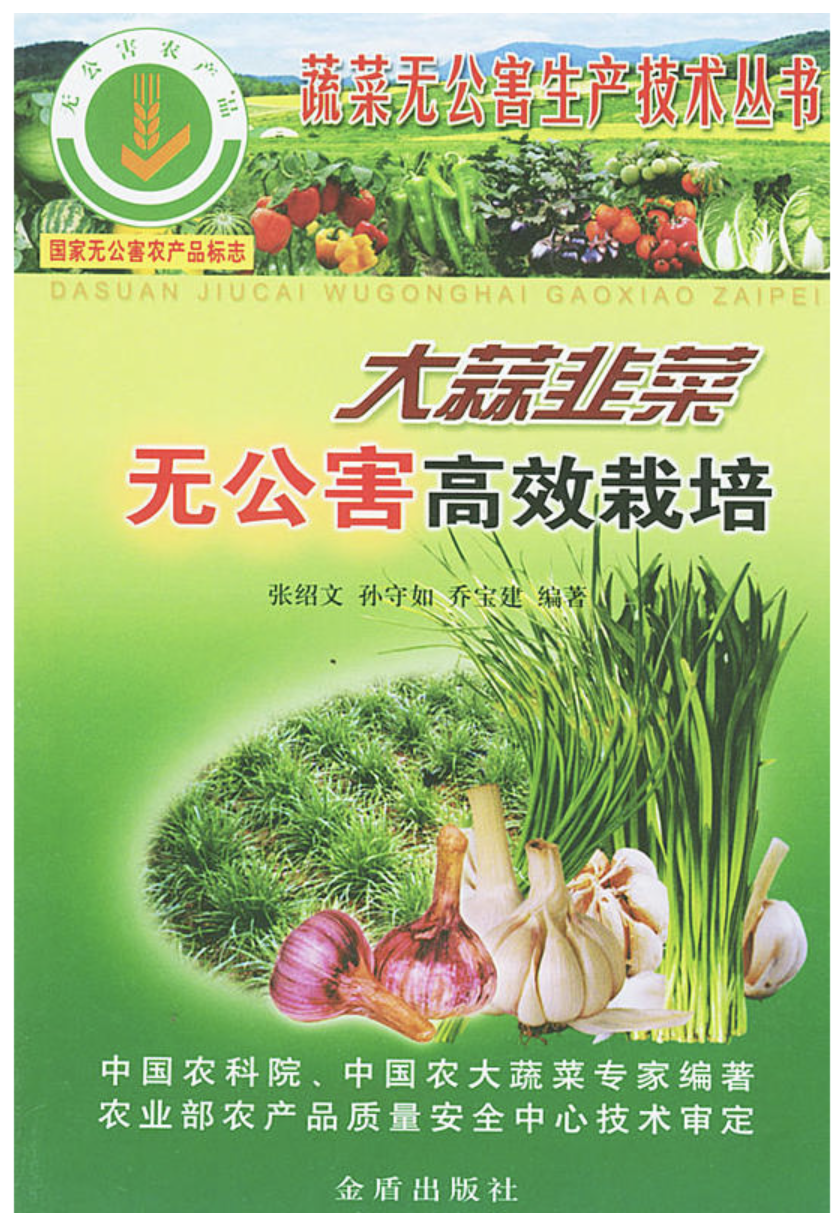 无公害农产品
蔬菜无公害生产技术丛书
国家无公害农产品标志
DASUAN JIUCAI WUGONGHAI GAOXIAO ZAIPEI
大蒜韭菜
无公害高效栽培
张绍文 孙守如 乔宝建 编著
中国农科院、中国农大蔬菜专家编著
农业部农产品质量安全中心技术审定
金盾出版社